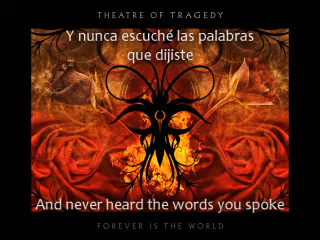 THEATRE OF TRAGEDY
Y nunca escuché las palabras
que dijiste
And never heard the words you spoke
FOREVER IS THE WORLD